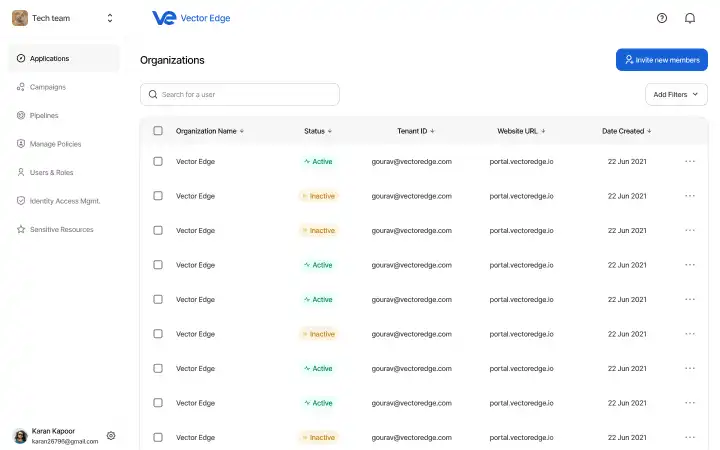 Tech team
Vector Edge
Applications
Campaigns
Pipelines
Manage Policies
Users & Roles
Identity Access Mgmt.
Sensitive Resources
Karan Kapoor
karan26796@gmail.com
Organizations
Invite new members
Search for a user
Add Filters
Organization Name Status Tenant ID Website URL Date Created
Vector Edge Active gourav@vectoredge.com portal.vectoredge.io 22 Jun 2021
Vector Edge Inactive gourav@vectoredge.com portal.vectoredge.io 22 Jun 2021
Vector Edge Inactive gourav@vectoredge.com portal.vectoredge.io 22 Jun 2021
Vector Edge Active gourav@vectoredge.com portal.vectoredge.io 22 Jun 2021
Vector Edge Active gourav@vectoredge.com portal.vectoredge.io 22 Jun 2021
Vector Edge Inactive gourav@vectoredge.com portal.vectoredge.io 22 Jun 2021
Vector Edge Active gourav@vectoredge.com portal.vectoredge.io 22 Jun 2021
Vector Edge Active gourav@vectoredge.com portal.vectoredge.io 22 Jun 2021
Vector Edge Inactive gourav@vectoredge.com portal.vectoredge.io 22 Jun 2021